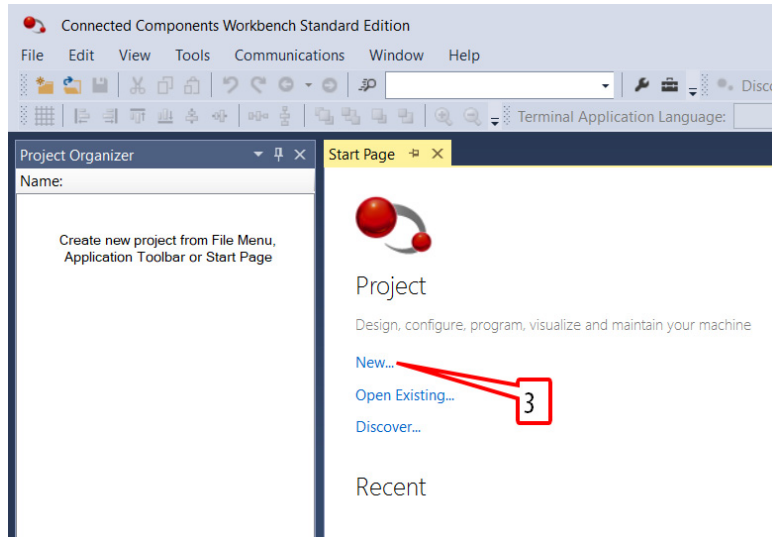 Connected Components Workbench Standard Edition
File Edit View Tools Communications Window Help
Terminal Application Language:
Project Organizer
Start Page
Name:
Create new project from File Menu,
Application Toolbar or Start Page
Project
Design, configure, program, visualize and maintain your machine
New...
Open Existing...
3
Discover...
Recent